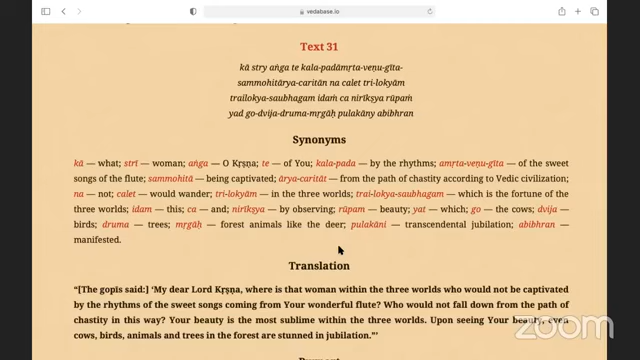 vedabase.io
Text 31
kā stry aṅga te kala-padāmṛta-veṇu-gīta-
sammohitārya-caritān na calet tri-lokyām
trailokya-saubhagam idaṁ ca nirīkṣya rūpaṁ
yad go-dvija-druma-mṛgāḥ pulakāny abibhran
Synonyms
kā — what; strī — woman; aṅga — O Kṛṣṇa; te — of You; kala-pada — by the rhythms; amṛta-veṇu-gīta — of the sweet
songs of the flute; sammohitā — being captivated; ārya-caritāt — from the path of chastity according to Vedic civilization;
na — not; calet — would wander; tri-lokyām — in the three worlds; trai-lokya-saubhagam — which is the fortune of the
three worlds; idam — this; ca — and; nirīkṣya — by observing; rūpam — beauty; yat — which; go — the cows; dvija —
birds; druma — trees; mṛgāḥ — forest animals like the deer; pulakāni — transcendental jubilation; abibhran —
manifested.
Translation
“[The gopīs said:] ‘My dear Lord Kṛṣṇa, where is that woman within the three worlds who would not be captivated
by the rhythms of the sweet songs coming from Your wonderful flute? Who would not fall down from the path of
chastity in this way? Your beauty is the most sublime within the three worlds. Upon seeing Your beauty, even
cows, birds, animals and trees in the forest are stunned in jubilation.’”
zoom